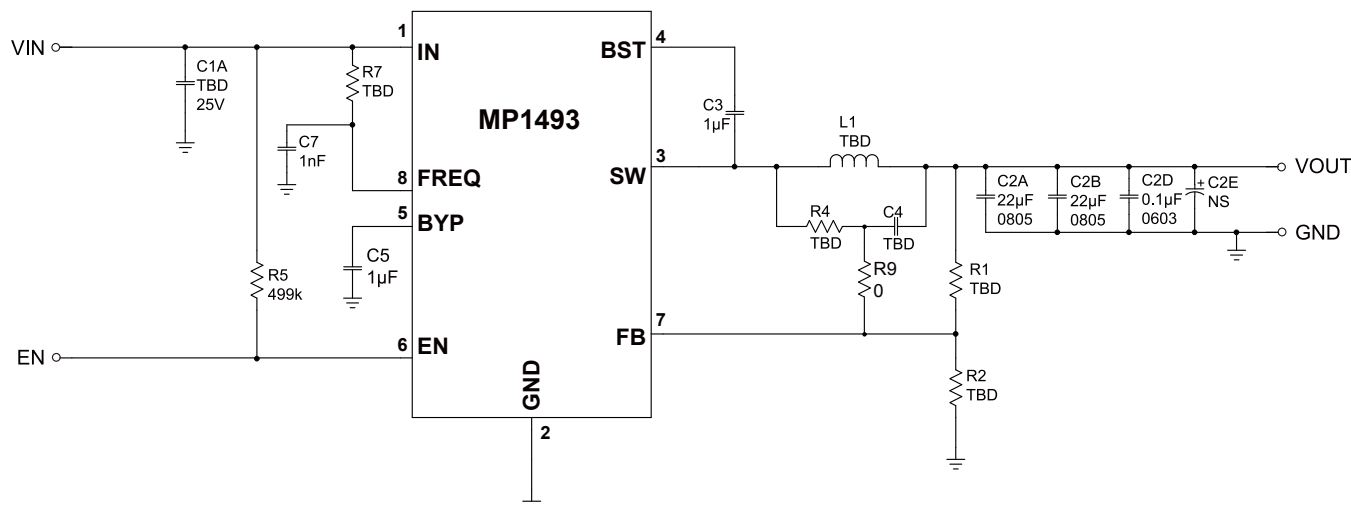 VIN
C1A
TBD
25V
R7
TBD
C7
1nF
R5
499k
C5
1µF
EN
1
IN
8
FREQ
5
BYP
6
EN
MP1493
GND
2
4
BST
3
SW
7
FB
C3
1µF
L1
TBD
R4
TBD
C4
TBD
R9
0
R1
TBD
R2
TBD
C2A
22µF
0805
C2B
22µF
0805
C2D
0.1µF
0603
+
C2E
NS
VOUT
GND